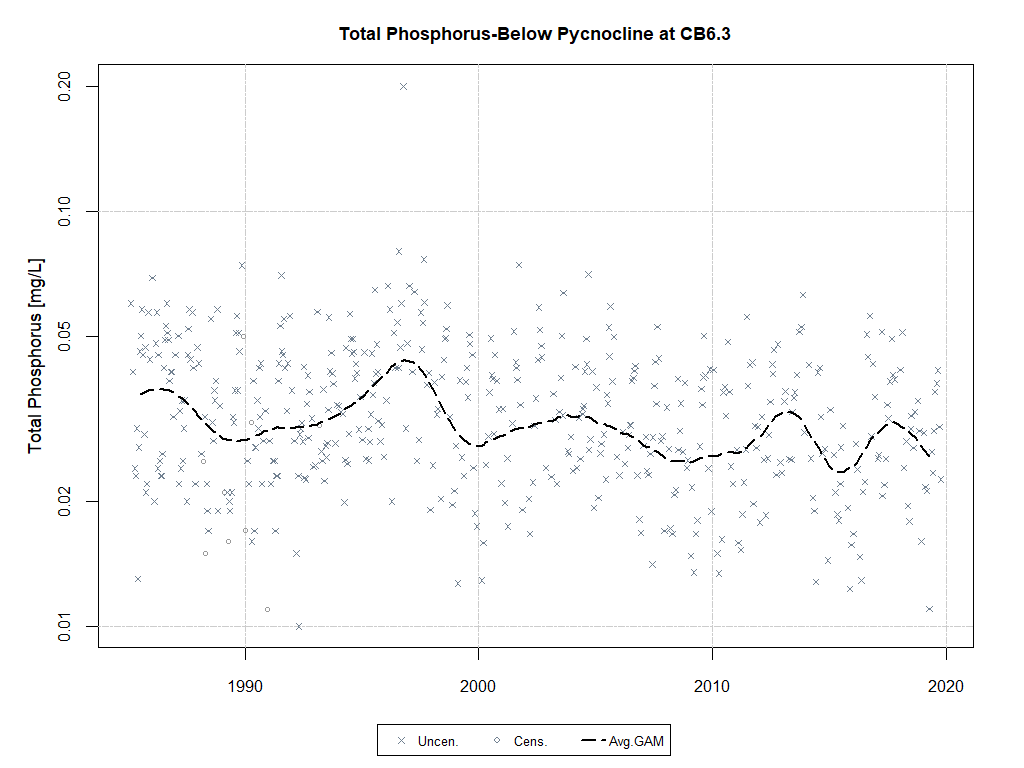 Total Phosphorus-Below Pycnocline at CB6.3
Total Phosphorus [mg/L]
0.20
0.10
0.05
0.02
0.01
1990 2000 2010 2020
Uncen. Cens. Avg.GAM